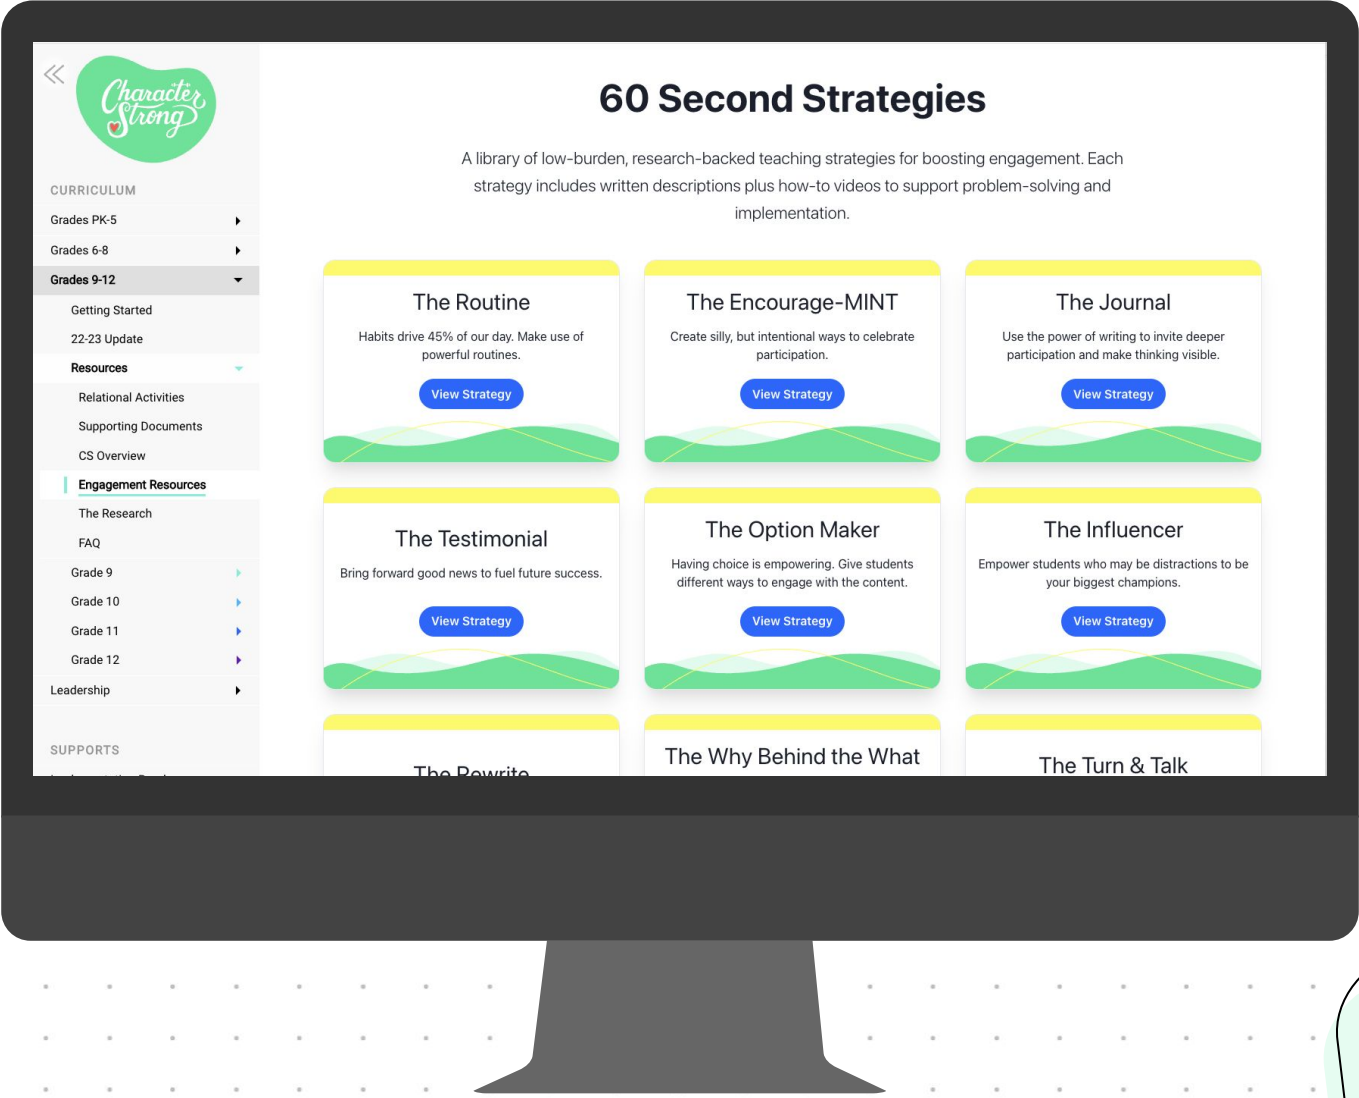 Character
Strong
CURRICULUM
Grades PK-5
Grades 6-8
Grades 9-12
Getting Started
22-23 Update
Resources
Relational Activities
Supporting Documents
CS Overview
Engagement Resources
The Research
FAQ
Grade 9
Grade 10
Grade 11
Grade 12
Leadership
SUPPORTS
60 Second Strategies
A library of low-burden, research-backed teaching strategies for boosting engagement. Each
strategy includes written descriptions plus how-to videos to support problem-solving and
implementation.
The Routine
Habits drive 45% of our day. Make use of
powerful routines.
View Strategy
The Encourage-MINT
Create silly, but intentional ways to celebrate
participation.
View Strategy
The Journal
Use the power of writing to invite deeper
participation and make thinking visible.
View Strategy
The Testimonial
Bring forward good news to fuel future success.
View Strategy
The Option Maker
Having choice is empowering. Give students
different ways to engage with the content.
View Strategy
The Influencer
Empower students who may be distractions to be
your biggest champions.
View Strategy
The Rewrite
The Why Behind the What
The Turn & Talk